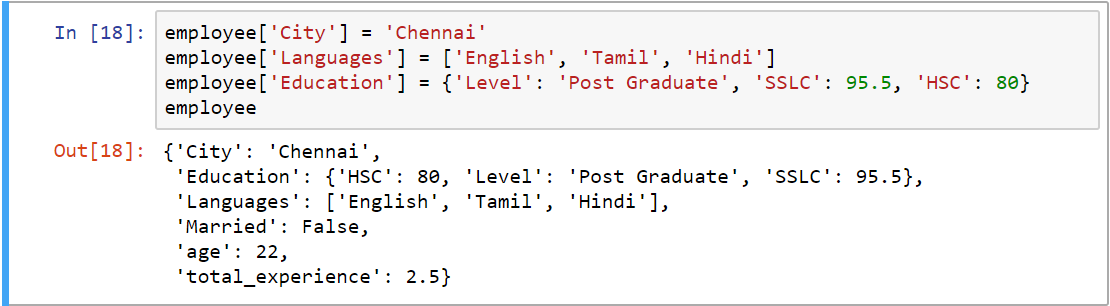 In [18]: employee['City'] = 'Chennai'
employee['Languages'] = ['English', 'Tamil', 'Hindi']
employee['Education'] = {'Level': 'Post Graduate', 'SSLC': 95.5, 'HSC': 80}
employee
Out[18]: {'City': 'Chennai',
'Education': {'HSC': 80, 'Level': 'Post Graduate', 'SSLC': 95.5},
'Languages': ['English', 'Tamil', 'Hindi'],
'Married': False,
'age': 22,
'total_experience': 2.5}